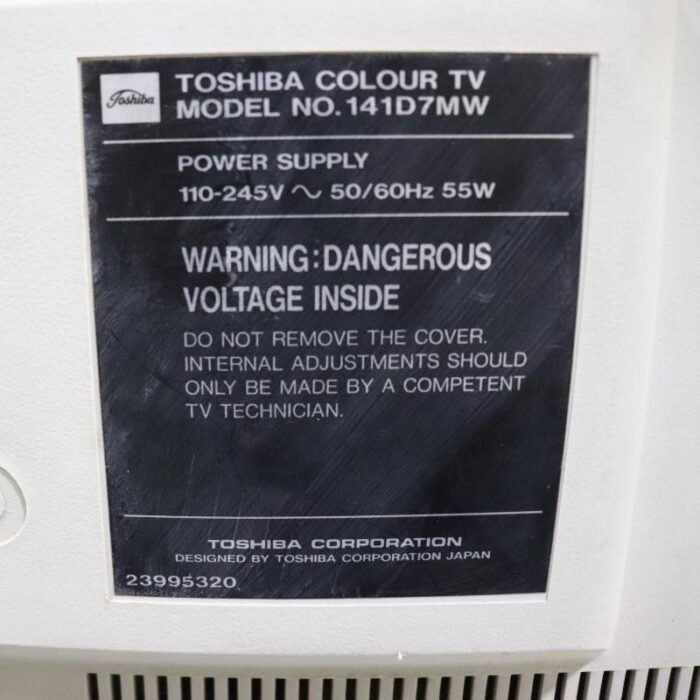 Toshiba
TOSHIBA COLOUR TV
MODEL NO.141D7MW
POWER SUPPLY
110-245V ~ 50/60Hz 55W
WARNING:DANGEROUS
VOLTAGE INSIDE
DO NOT REMOVE THE COVER.
INTERNAL ADJUSTMENTS SHOULD
ONLY BE MADE BY A COMPETENT
TV TECHNICIAN.
TOSHIBA CORPORATION
DESIGNED BY TOSHIBA CORPORATION JAPAN
23995320